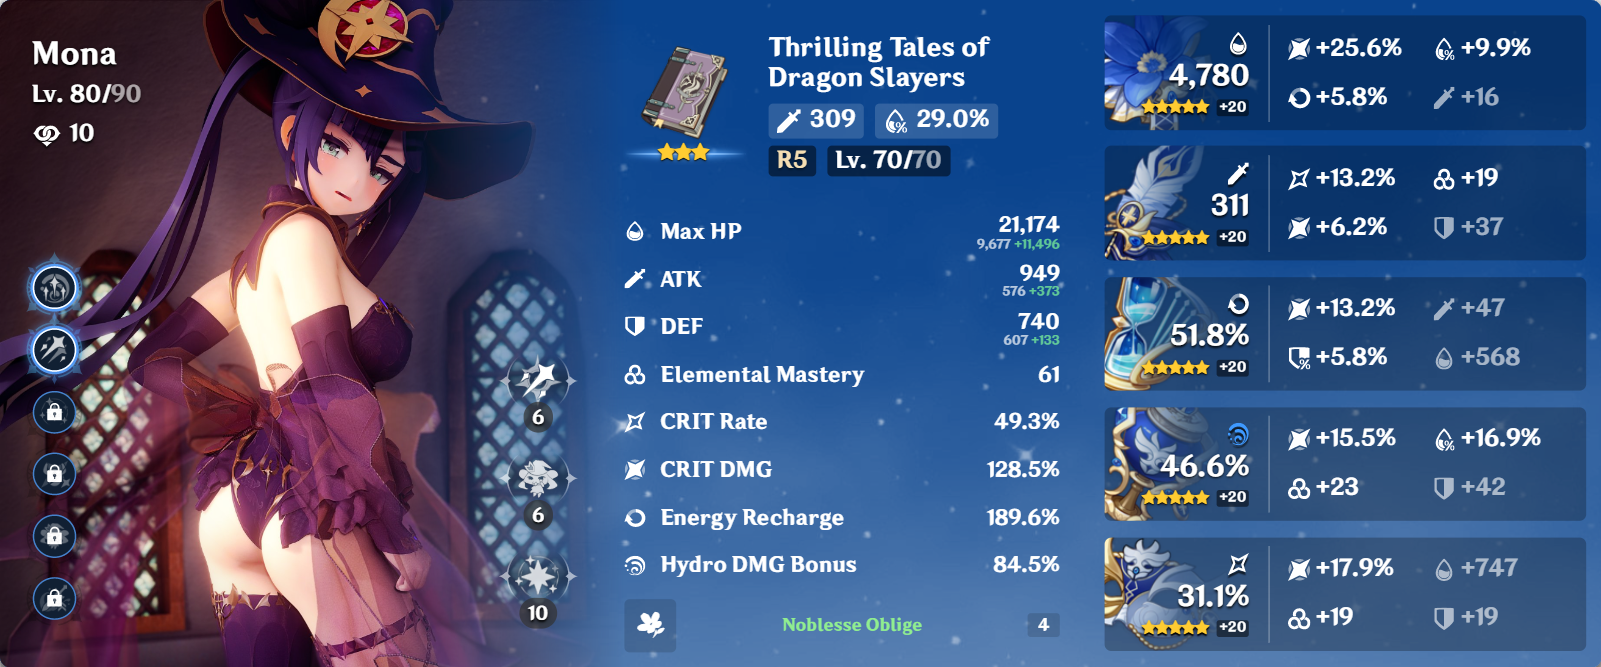 Mona
Lv. 80/90
10
6
6
10
Thrilling Tales of
Dragon Slayers
309 29.0%
R5 Lv. 70/70
Max HP 21,174
9,677 +11,496
ATK 949
576 +373
DEF 740
607 +133
Elemental Mastery 61
CRIT Rate 49.3%
CRIT DMG 128.5%
Energy Recharge 189.6%
Hydro DMG Bonus 84.5%
Noblesse Oblige 4
4,780
+20
+25.6% +9.9%
+5.8% +16
311
+20
+13.2% +19
+6.2% +37
51.8%
+20
+13.2% +47
+5.8% +568
46.6%
+20
+15.5% +16.9%
+23 +42
31.1%
+20
+17.9% +747
+19 +19